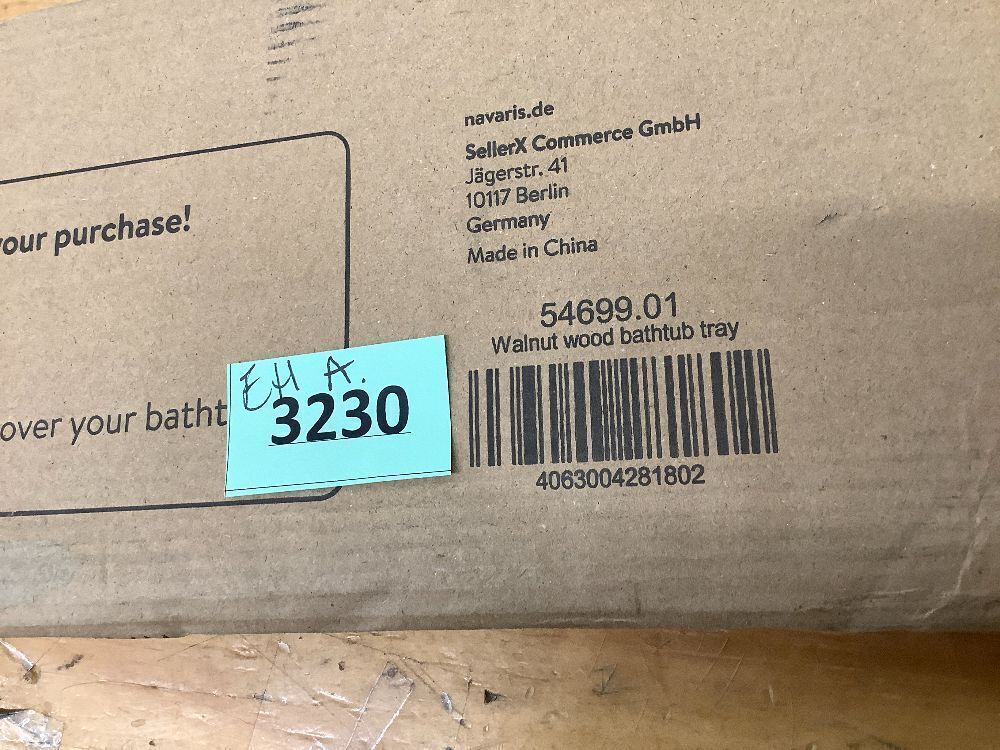 navaris.de
SellerX Commerce GmbH
Jägerstr. 41
10117 Berlin
Germany
Made in China
54699.01
Walnut wood bathtub tray
4063004281802
your purchase!
over your batht
EH A.
3230